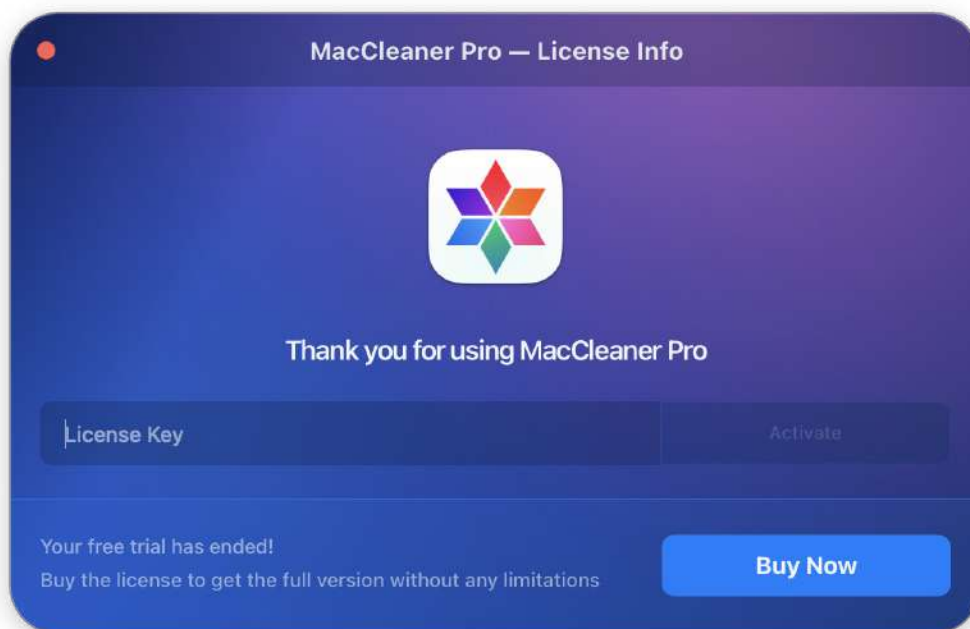 MacCleaner Pro — License Info
Thank you for using MacCleaner Pro
License Key
Activate
Your free trial has ended!
Buy the license to get the full version without any limitations
Buy Now